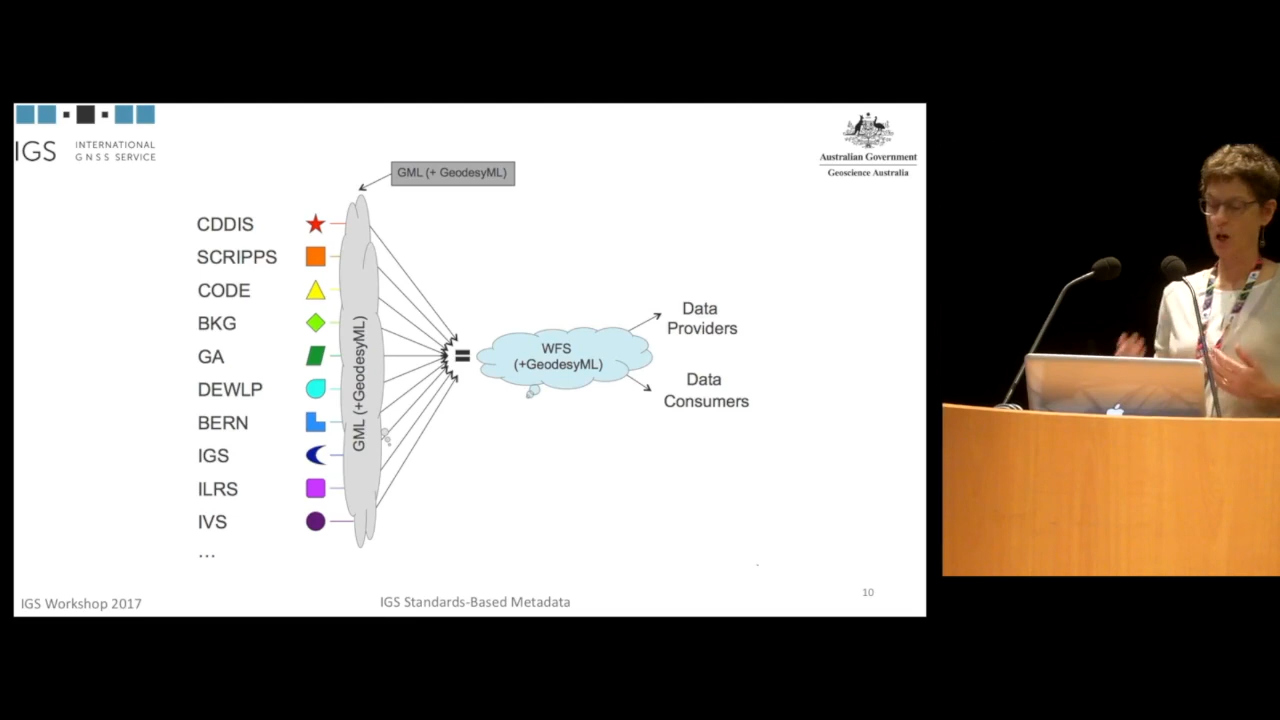 IGS
INTERNATIONAL
GNSS SERVICE
Australian Government
Geoscience Australia
GML (+ GeodesyML)
CDDIS
SCRIPPS
CODE
BKG
GA
DEWLP
BERN
IGS
ILRS
IVS
...
GML (+GeodesyML)
=
WFS
(+GeodesyML)
Data
Providers
Data
Consumers
IGS Workshop 2017
IGS Standards-Based Metadata
10